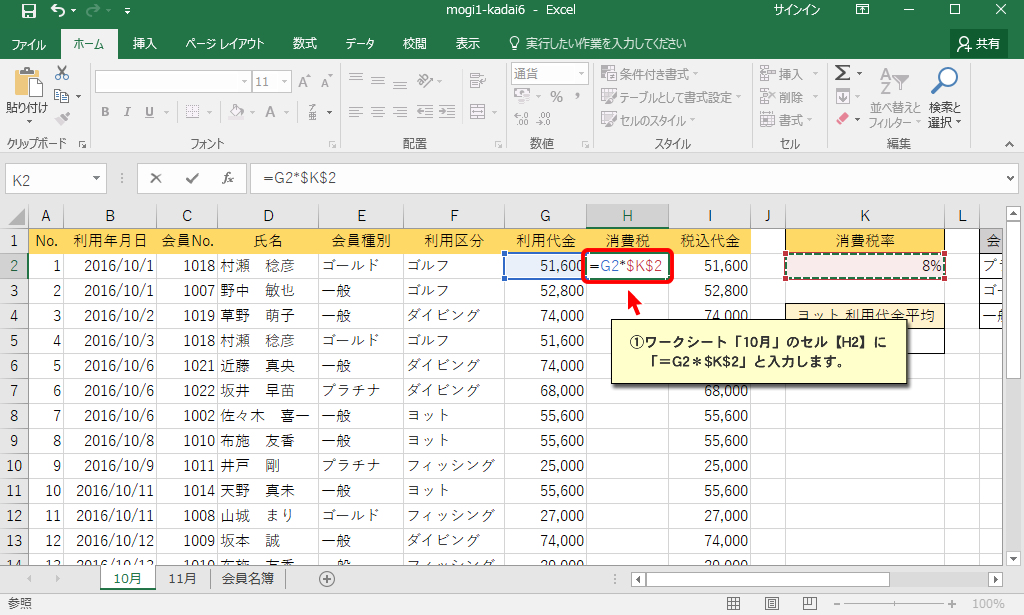 mogi1-kadai6 - Excel サインイン
ファイル ホーム 挿入 ページ レイアウト 数式 データ 校閲 表示 実行したい作業を入力してください 共有
貼り付け 11 通貨 条件付き書式 挿入 Σ 並べ替えと フィルター 検索と 選択
B I U A % テーブルとして書式設定 削除
セルのスタイル 書式
クリップボード フォント 配置 数値 スタイル セル 編集
K2 fx =G2*$K$2
A B C D E F G H I J K L
1 No. 利用年月日 会員No. 氏名 会員種別 利用区分 利用代金 消費税 税込代金 消費税率 会
2 1 2016/10/1 1018 村瀬 稔彦 ゴールド ゴルフ 51,600 =G2*$K$2 51,600 8%
3 2 2016/10/1 1007 野中 敏也 一般 ゴルフ 52,800 52,800
4 3 2016/10/2 1019 草野 萌子 一般 ダイビング 74,000 74,000 ヨット 利用代金平均 一般
5 4 2016/10/3 1018 村瀬 稔彦 ゴールド ゴルフ 51,600
6 5 2016/10/6 1021 近藤 真央 一般 ダイビング 74,000
7 6 2016/10/6 1022 坂井 早苗 プラチナ ダイビング 68,000 68,000
8 7 2016/10/6 1002 佐々木 喜一 一般 ヨット 55,600 55,600
9 8 2016/10/8 1010 布施 友香 一般 ヨット 55,600 55,600
10 9 2016/10/9 1011 井戸 剛 プラチナ フィッシング 25,000 25,000
11 10 2016/10/11 1014 天野 真未 一般 ヨット 55,600 55,600
12 11 2016/10/11 1008 山城 まり ゴールド フィッシング 27,000 27,000
13 12 2016/10/12 1009 坂本 誠 一般 ダイビング 74,000 74,000
①ワークシート「10月」のセル【H2】に
「＝G2＊$K$2」と入力します。
10月 11月 会員名簿
参照 100%